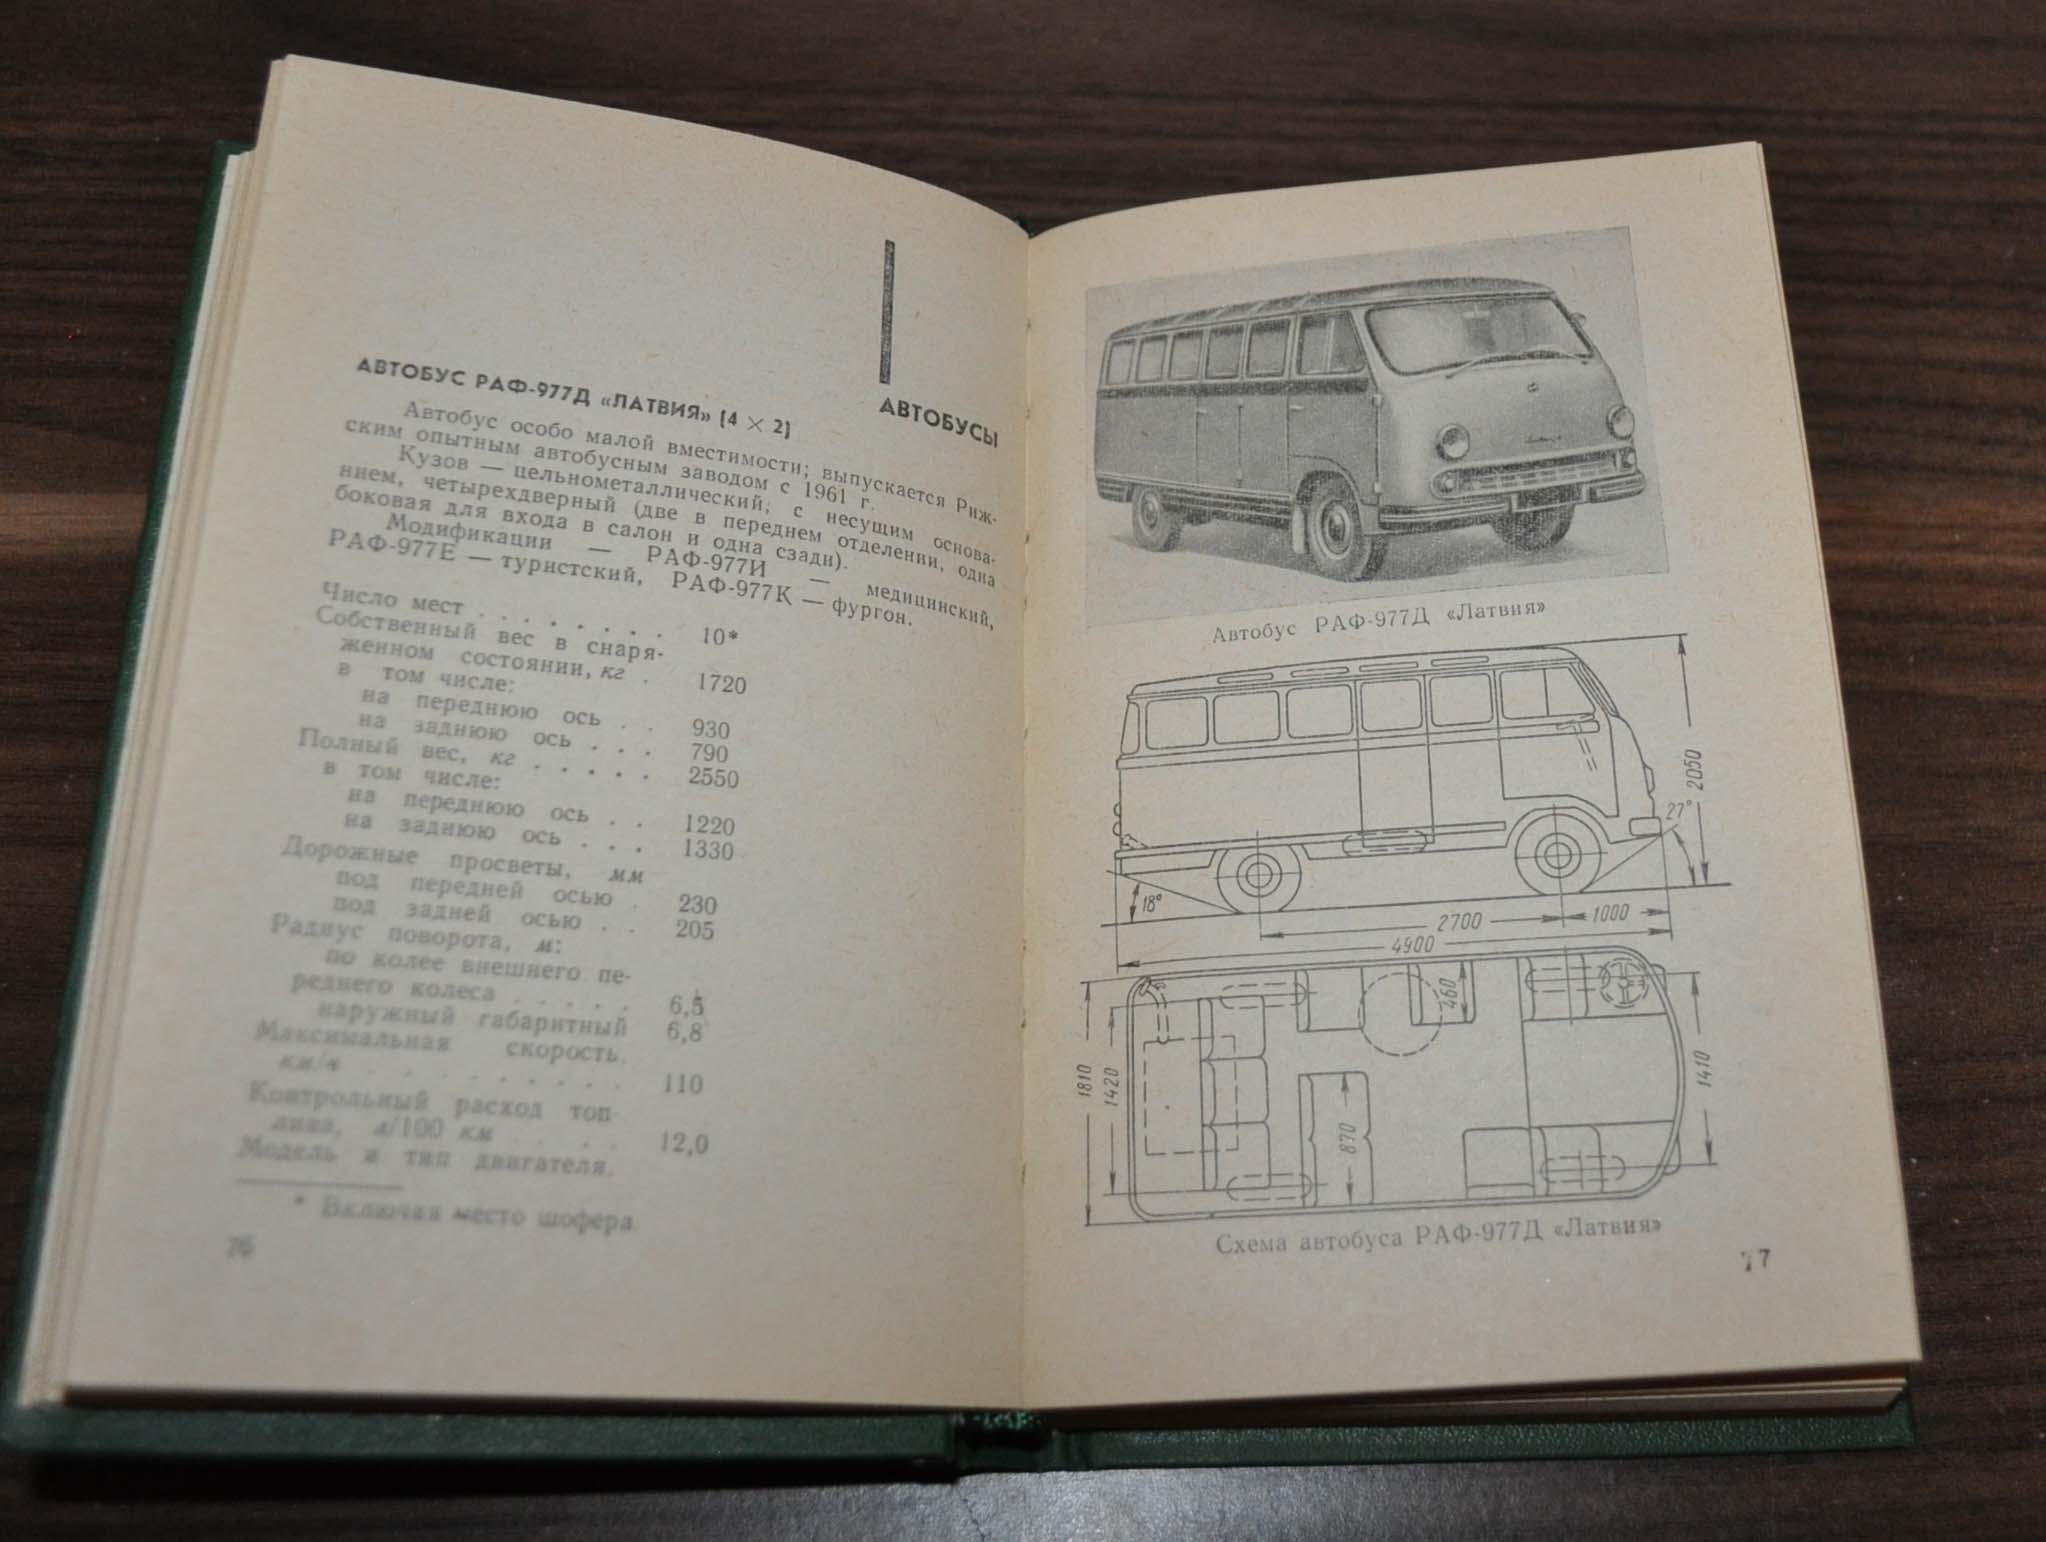 АВТОБУСЫ
АВТОБУС РАФ-977Д «ЛАТВИЯ» (4 × 2)
Автобус особо малой вместимости; выпускается Риж-
ским опытным автобусным заводом с 1961 г.
Кузов — цельнометаллический; с несущим основа-
нием, четырехдверный (две в переднем отделении, одна
боковая для входа в салон и одна сзади).
Модификации — РАФ-977И — медицинский,
РАФ-977Е — туристский, РАФ-977К — фургон.
Число мест . . . . . . . . 10*
Собственный вес в снаря-
женном состоянии, кг . 1720
в том числе:
на переднюю ось . . 930
на заднюю ось . . . 790
Полный вес, кг . . . . . 2550
в том числе:
на переднюю ось . . 1220
на заднюю ось . . . 1330
Дорожные просветы, мм
под передней осью . 230
под задней осью . . 205
Радиус поворота, м:
по колее внешнего пе-
реднего колеса . . . . . 6,5
наружный габаритный 6,8
Максимальная скорость,
км/ч . . . . . . . . . 110
Контрольный расход топ-
лива, л/100 км . . . 12,0
Модель и тип двигателя.
* Включая место шофера
76
Автобус РАФ-977Д «Латвия»
2050
27°
18°
2700
1000
4900
460
1810
1420
870
1410
Схема автобуса РАФ-977Д «Латвия»
77